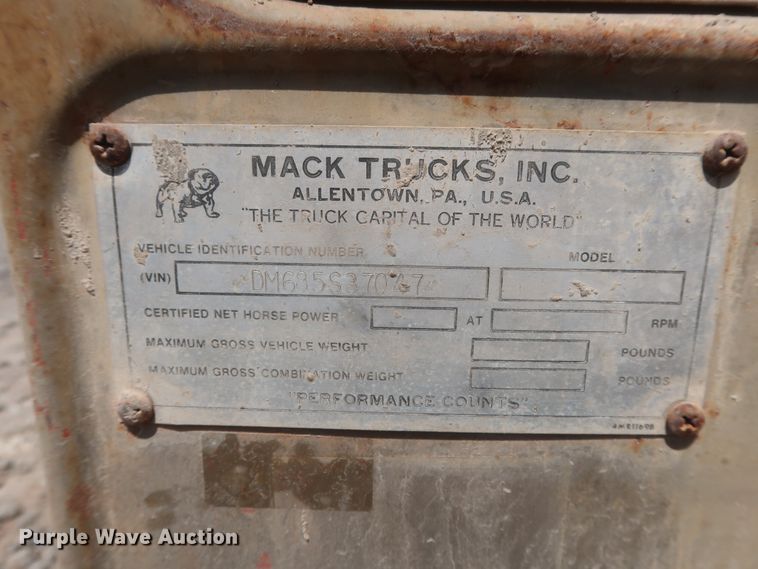 MACK TRUCKS, INC.
ALLENTOWN, PA., U.S.A.
"THE TRUCK CAPITAL OF THE WORLD"
VEHICLE IDENTIFICATION NUMBER MODEL
(VIN)
CERTIFIED NET HORSE POWER AT RPM
MAXIMUM GROSS VEHICLE WEIGHT POUNDS
MAXIMUM GROSS COMBINATION WEIGHT POUNDS
"PERFORMANCE COUNTS"
Purple Wave Auction